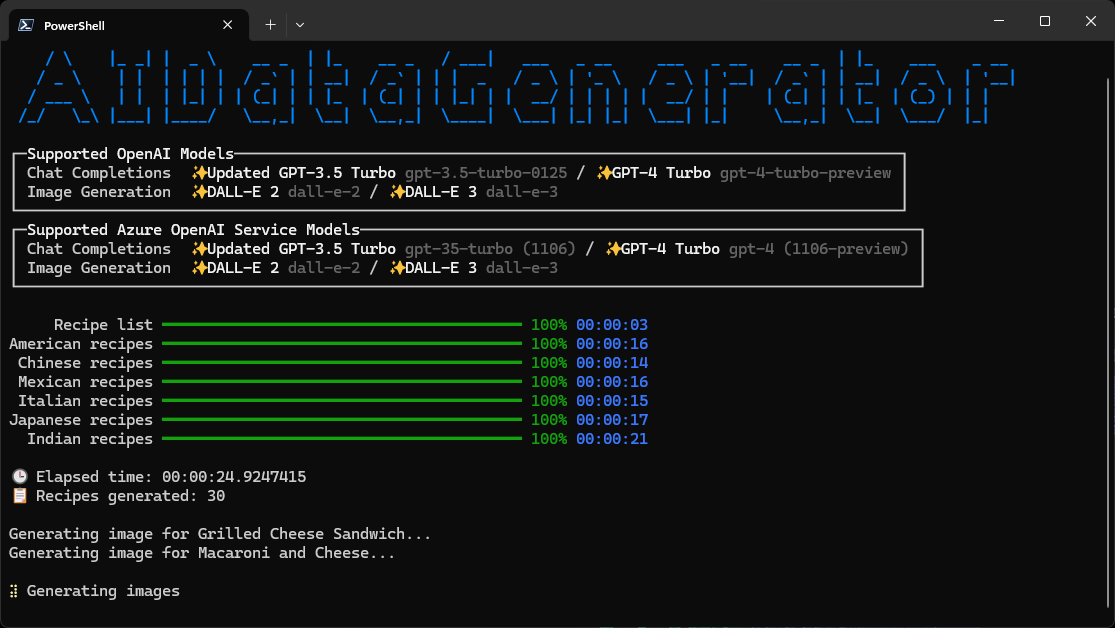 PowerShell
AIDataGenerator
Supported OpenAI Models
Chat Completions ✨Updated GPT-3.5 Turbo gpt-3.5-turbo-0125 / ✨GPT-4 Turbo gpt-4-turbo-preview
Image Generation ✨DALL-E 2 dall-e-2 / ✨DALL-E 3 dall-e-3
Supported Azure OpenAI Service Models
Chat Completions ✨Updated GPT-3.5 Turbo gpt-35-turbo (1106) / ✨GPT-4 Turbo gpt-4 (1106-preview)
Image Generation ✨DALL-E 2 dall-e-2 / ✨DALL-E 3 dall-e-3
Recipe list 100% 00:00:03
American recipes 100% 00:00:16
Chinese recipes 100% 00:00:14
Mexican recipes 100% 00:00:16
Italian recipes 100% 00:00:15
Japanese recipes 100% 00:00:17
Indian recipes 100% 00:00:21
🕒 Elapsed time: 00:00:24.9247415
📋 Recipes generated: 30
Generating image for Grilled Cheese Sandwich...
Generating image for Macaroni and Cheese...
⣻ Generating images